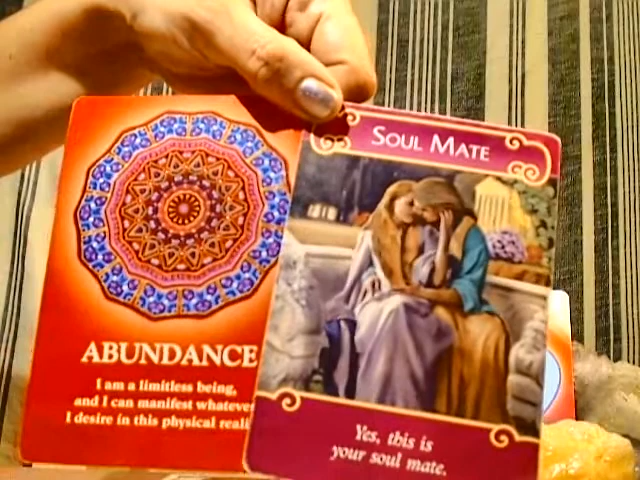 ABUNDANCE
I am a limitless being,
and I can manifest whatever
I desire in this physical
SOUL MATE
Yes, this is
your soul mate.